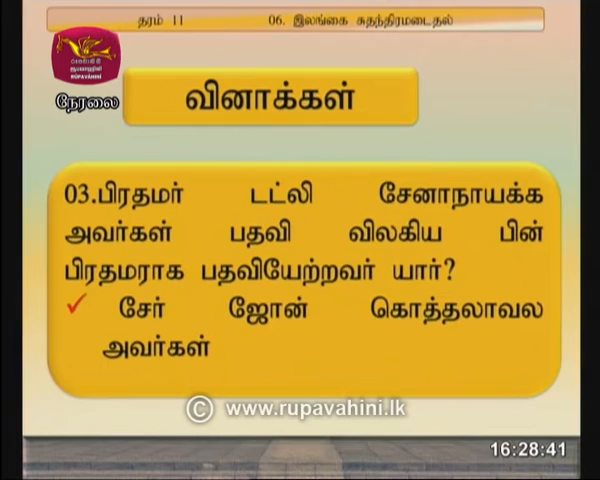 தரம் 11 06. இலங்கை சுதந்திரமடைதல்
RUPAVAHINI
நேரலை
வினாக்கள்
03.பிரதமர் டட்லி சேனாநாயக்க
அவர்கள் பதவி விலகிய பின்
பிரதமராக பதவியேற்றவர் யார்?
✓ சேர் ஜோன் கொத்தலாவல
அவர்கள்
© www.rupavahini.lk
16:28:41